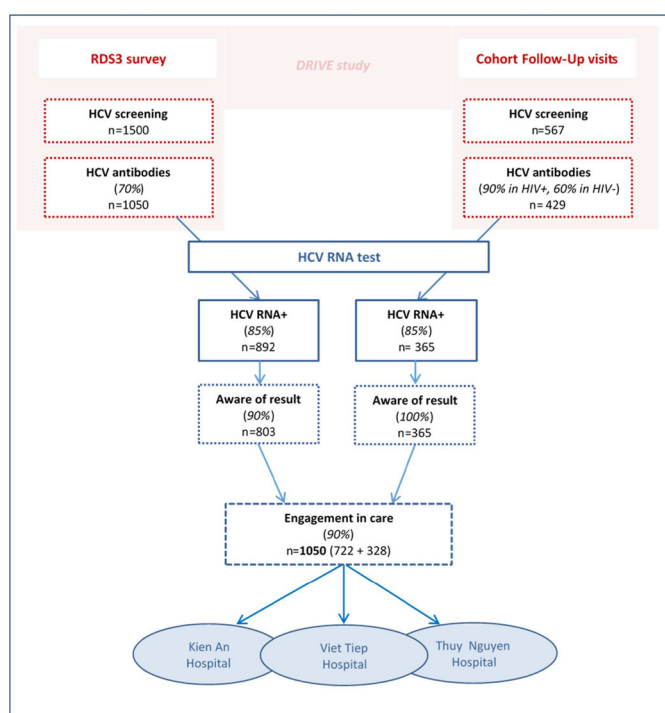 RDS3 survey
DRIVE study
Cohort Follow-Up visits
HCV screening
n=1500
HCV screening
n=567
HCV antibodies
(70%)
n=1050
HCV antibodies
(90% in HIV+, 60% in HIV-)
n= 429
HCV RNA test
HCV RNA+
(85%)
n=892
HCV RNA+
(85%)
n= 365
Aware of result
(90%)
n=803
Aware of result
(100%)
n=365
Engagement in care
(90%)
n=1050 (722 + 328)
Kien An
Hospital
Viet Tiep
Hospital
Thuy Nguyen
Hospital